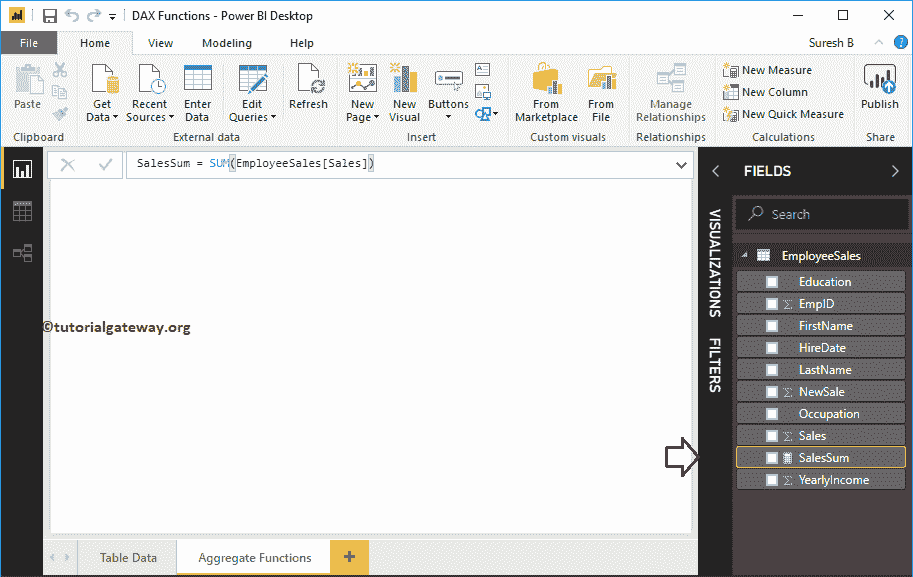 DAX Functions - Power BI Desktop
File
Home
View
Modeling
Help
Suresh B
?
Paste
Get Data
Recent Sources
Enter Data
Edit Queries
Refresh
New Page
New Visual
Buttons
From Marketplace
From File
Manage Relationships
New Measure
New Column
New Quick Measure
Publish
Clipboard
External data
Insert
Custom visuals
Relationships
Calculations
Share
SalesSum = SUM(EmployeeSales[Sales])
©tutorialgateway.org
VISUALIZATIONS
FILTERS
FIELDS
Search
EmployeeSales
Education
Σ EmpID
FirstName
HireDate
LastName
Σ NewSale
Occupation
Σ Sales
SalesSum
Σ YearlyIncome
Table Data
Aggregate Functions
+